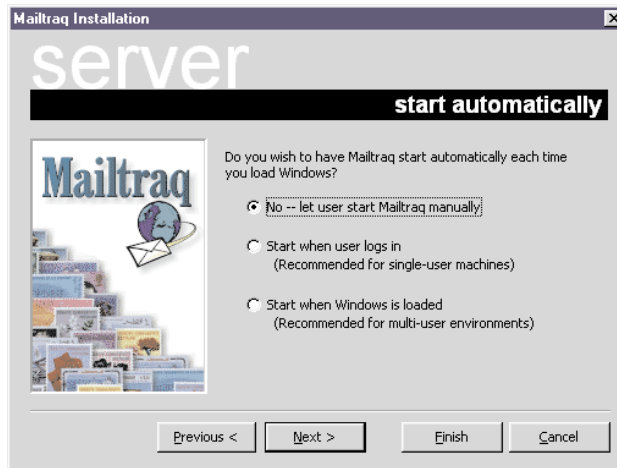 Mailtraq Installation
server
start automatically
Mailtraq
Do you wish to have Mailtraq start automatically each time
you load Windows?
No -- let user start Mailtraq manually
Start when user logs in
(Recommended for single-user machines)
Start when Windows is loaded
(Recommended for multi-user environments)
Previous <
Next >
Finish
Cancel